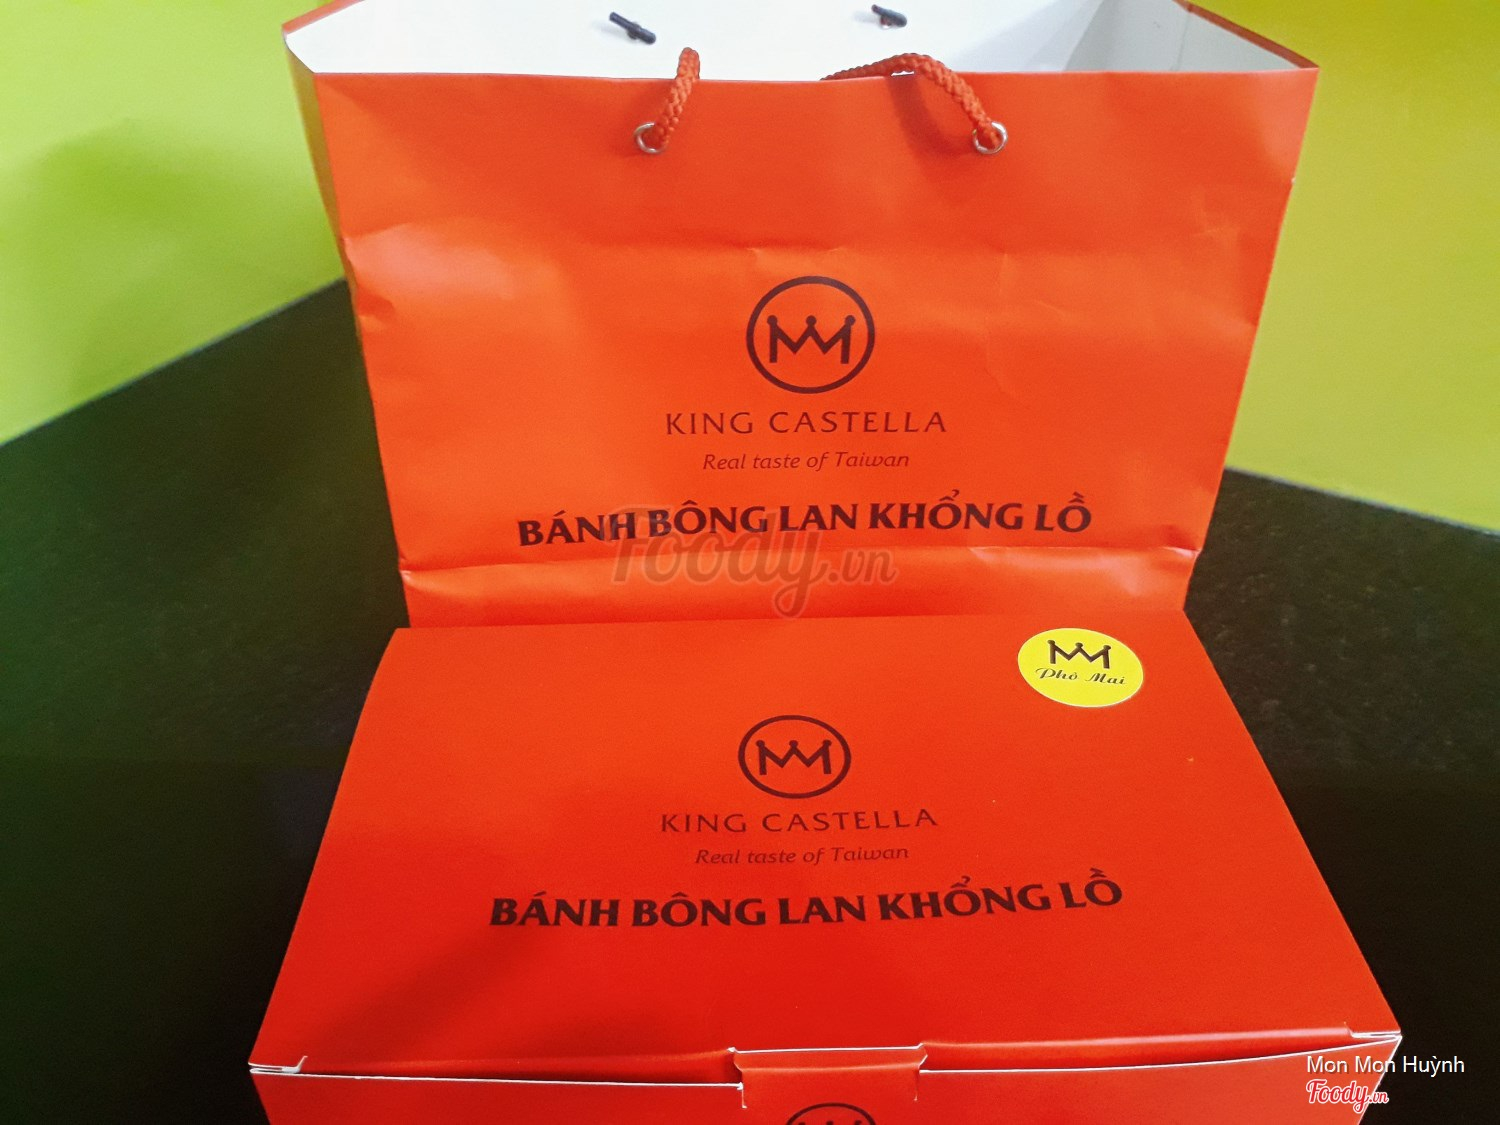 KING CASTELLA
Real taste of Taiwan
BÁNH BÔNG LAN KHỔNG LỒ
Foody.vn
Phô Mai
KING CASTELLA
Real taste of Taiwan
BÁNH BÔNG LAN KHỔNG LỒ
Mon Mon Huỳnh
Foody.vn